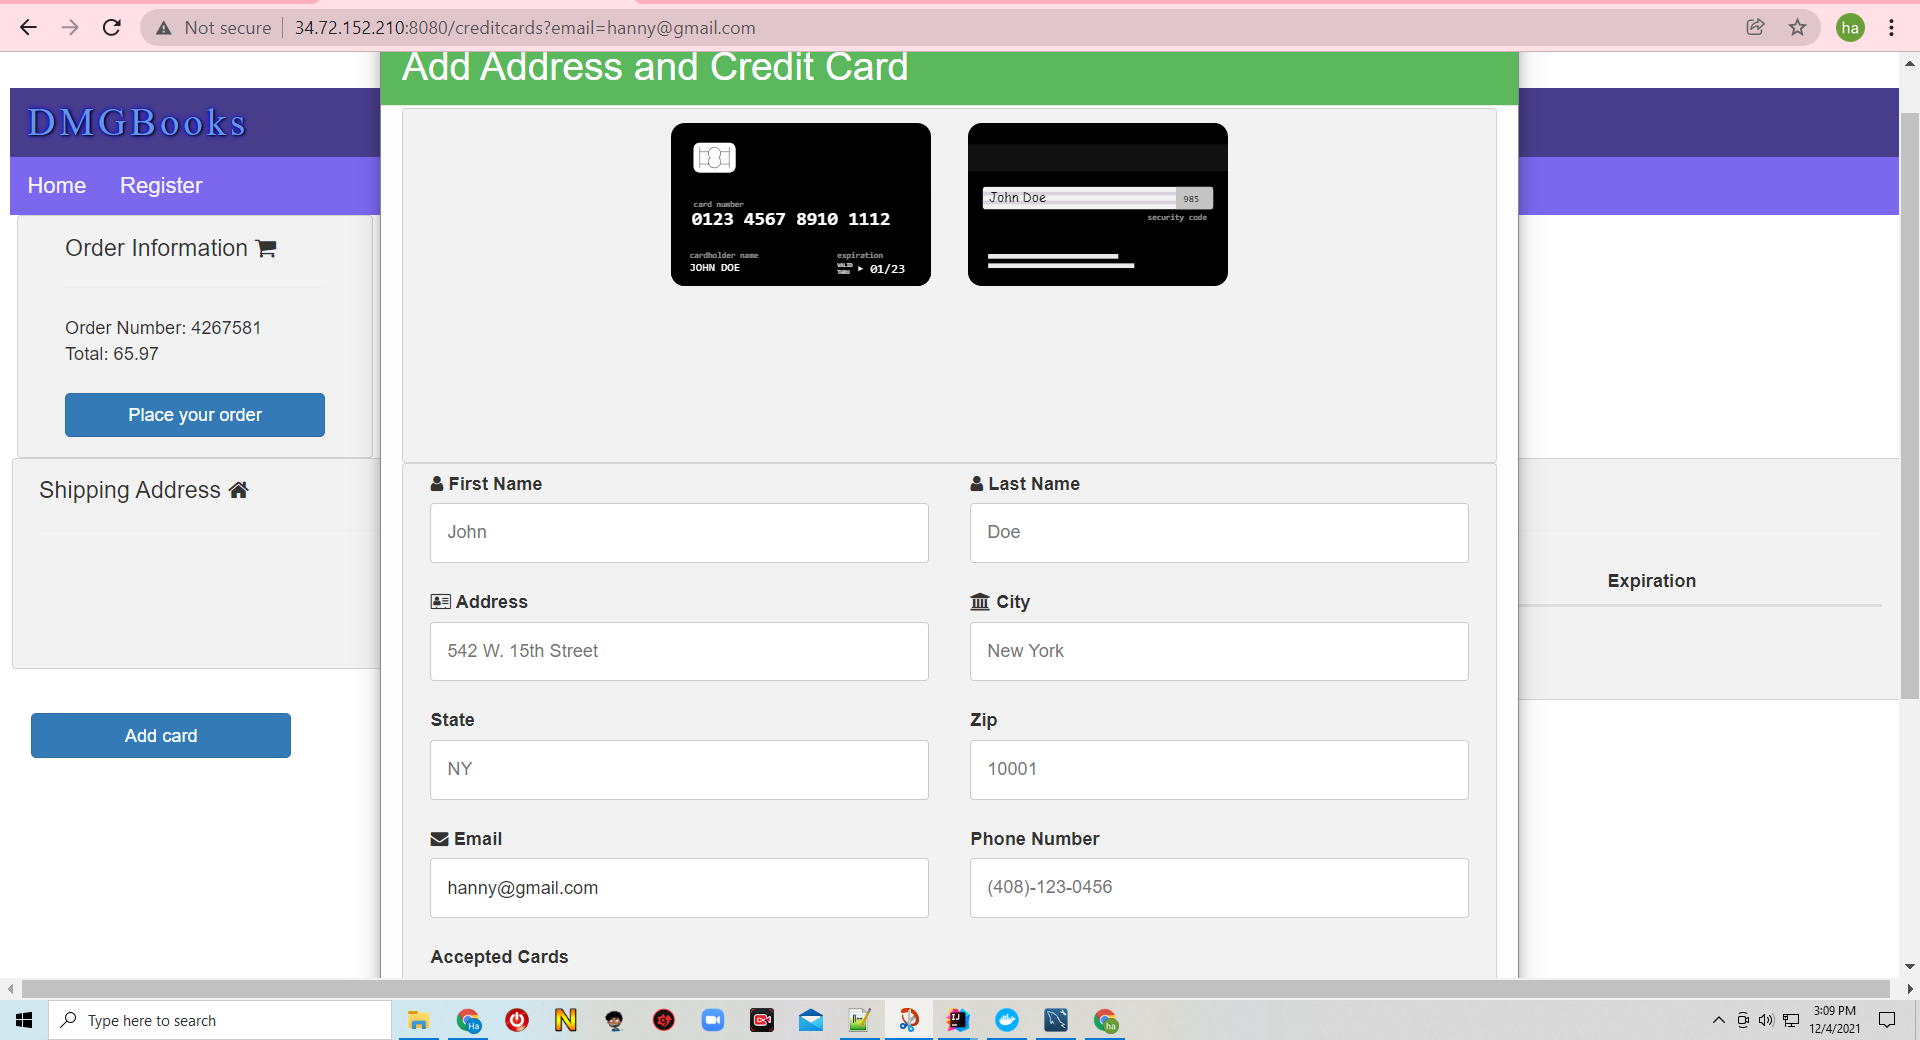 Not secure
34.72.152.210:8080/creditcards?email=hanny@gmail.com
ha
Add Address and Credit Card
DMGBooks
Home
Register
card number
0123 4567 8910 1112
cardholder name
JOHN DOE
expiration
VALID
THRU
01/23
John Doe
985
security code
Order Information
Order Number: 4267581
Total: 65.97
Place your order
Shipping Address
Expiration
Add card
First Name
Last Name
John
Doe
Address
City
542 W. 15th Street
New York
State
Zip
NY
10001
Email
Phone Number
hanny@gmail.com
(408)-123-0456
Accepted Cards
Type here to search
Ha
N
IJ
ha
3:09 PM
12/4/2021